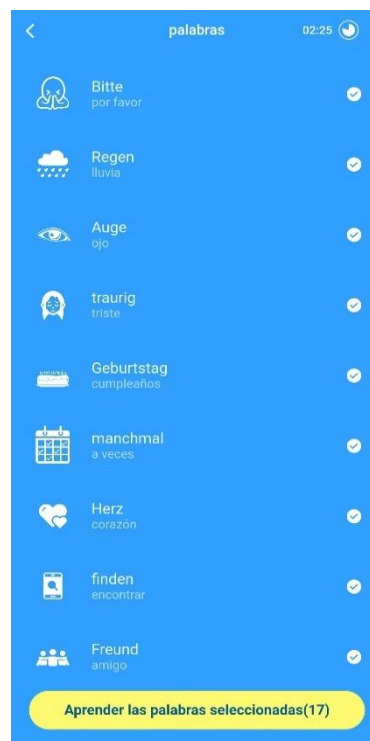 palabras 02:25
Bitte
por favor
Regen
lluvia
Auge
ojo
traurig
triste
Geburtstag
cumpleaños
manchmal
a veces
Herz
corazón
finden
encontrar
Freund
amigo
Aprender las palabras seleccionadas(17)